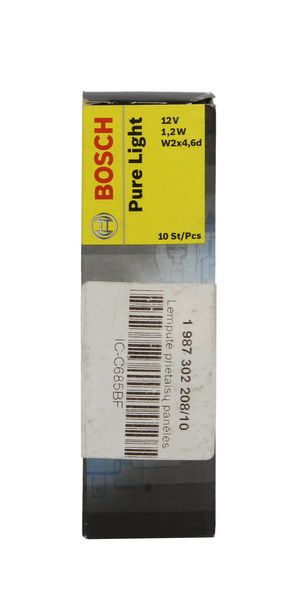 BOSCH
Pure Light
12V
1,2W
W2x4,6d
10 St/Pcs
1 987 302 208/10
Lemputė prietaisų panelės
IC-C685BF